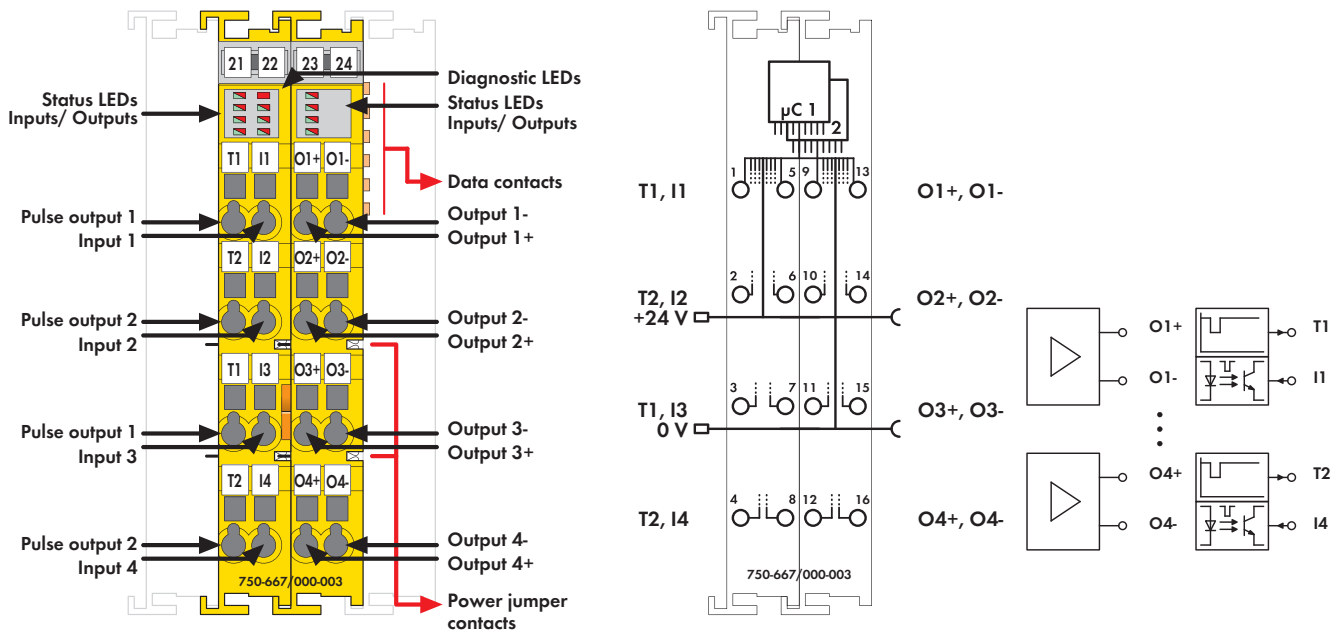 21 22 23 24
Diagnostic LEDs
Status LEDs
Inputs/ Outputs
Status LEDs
Inputs/ Outputs
T1 I1 O1+ O1-
Data contacts
Pulse output 1
Input 1
Output 1-
Output 1+
T2 I2 O2+ O2-
Pulse output 2
Input 2
Output 2-
Output 2+
T1 I3 O3+ O3-
Pulse output 1
Input 3
Output 3-
Output 3+
T2 I4 O4+ O4-
Pulse output 2
Input 4
Output 4-
Output 4+
750-667/000-003
Power jumper
contacts
µC 1
2
1 5 9 13
T1, I1
O1+, O1-
2 6 10 14
T2, I2
O2+, O2-
+24 V
3 7 11 15
T1, I3
O3+, O3-
0 V
4 8 12 16
T2, I4
O4+, O4-
750-667/000-003
O1+
T1
O1-
I1
O4+
T2
O4-
I4